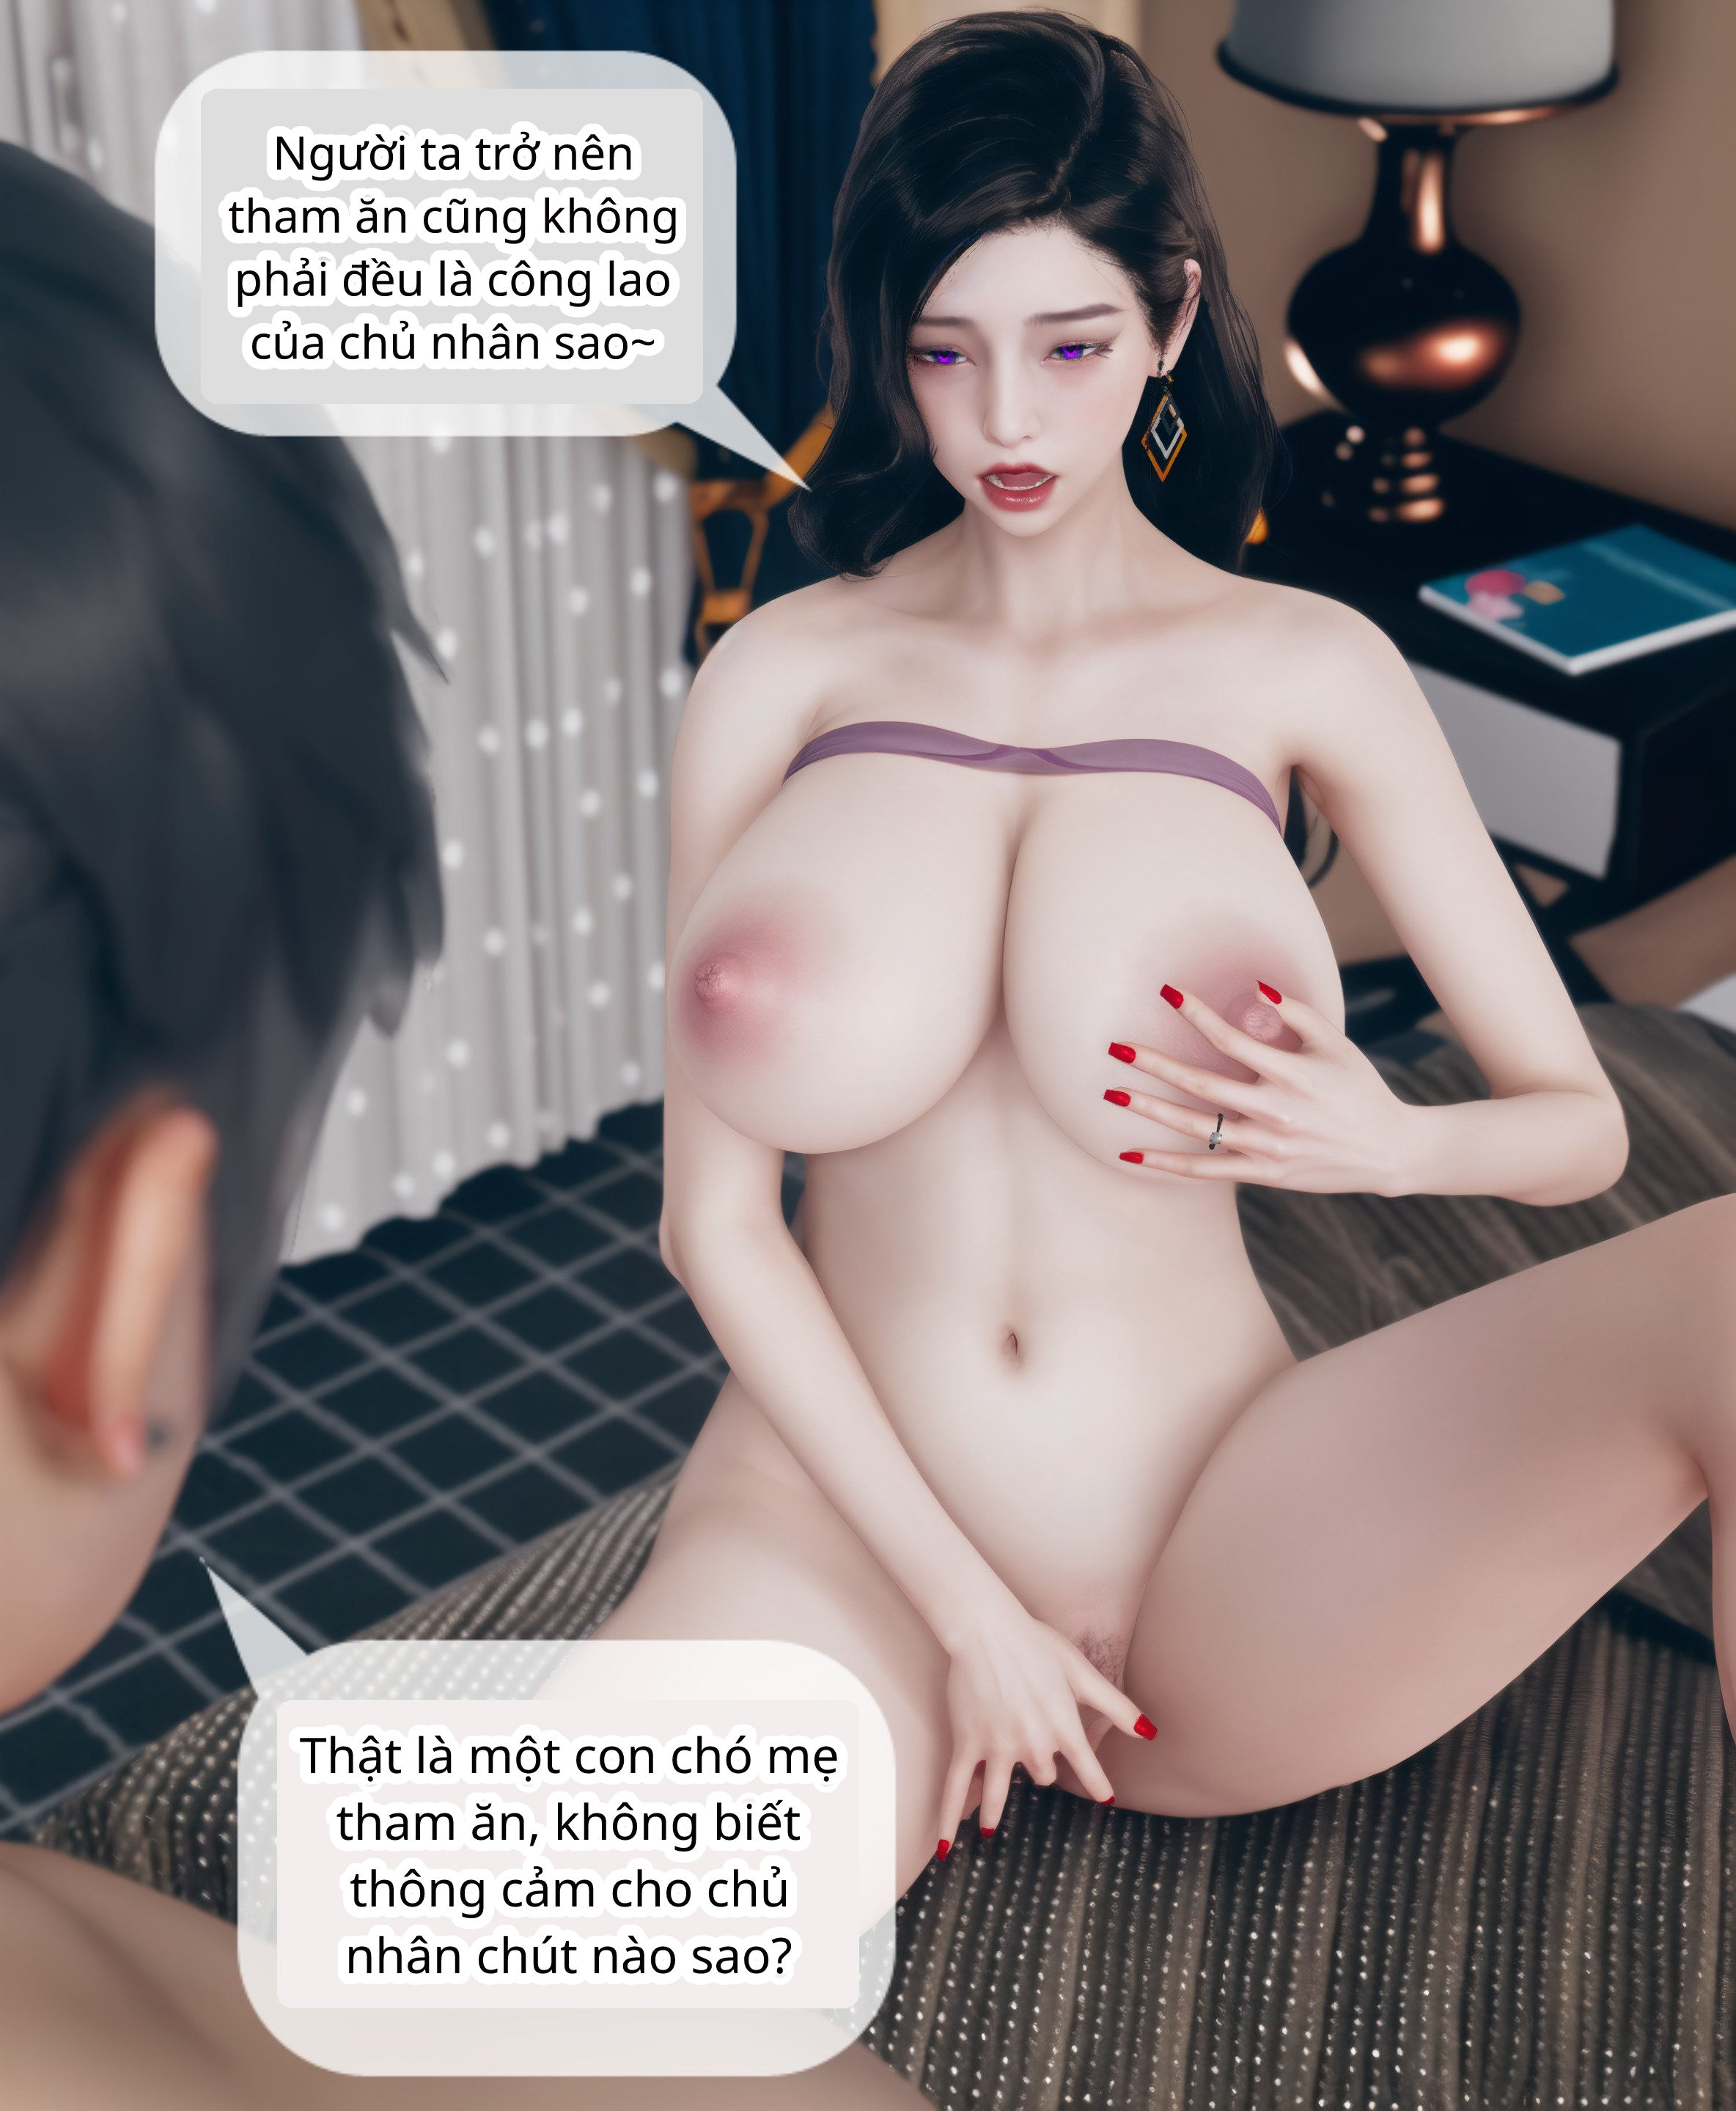 Người ta trở nên
tham ăn cũng không
phải đều là công lao
của chủ nhân sao~
Thật là một con chó mẹ
tham ăn, không biết
thông cảm cho chủ
nhân chút nào sao?